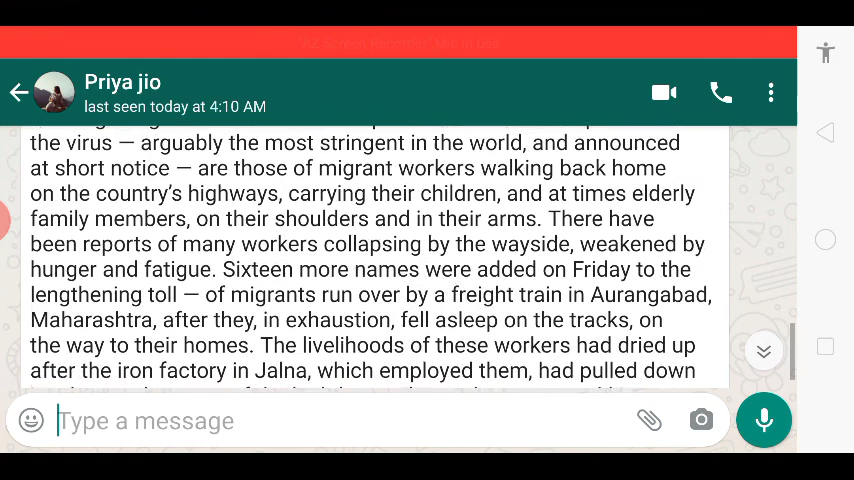 "AZ Screen Recorder" Mic in use
Priya jio
last seen today at 4:10 AM
the virus — arguably the most stringent in the world, and announced
at short notice — are those of migrant workers walking back home
on the country's highways, carrying their children, and at times elderly
family members, on their shoulders and in their arms. There have
been reports of many workers collapsing by the wayside, weakened by
hunger and fatigue. Sixteen more names were added on Friday to the
lengthening toll — of migrants run over by a freight train in Aurangabad,
Maharashtra, after they, in exhaustion, fell asleep on the tracks, on
the way to their homes. The livelihoods of these workers had dried up
after the iron factory in Jalna, which employed them, had pulled down
Type a message